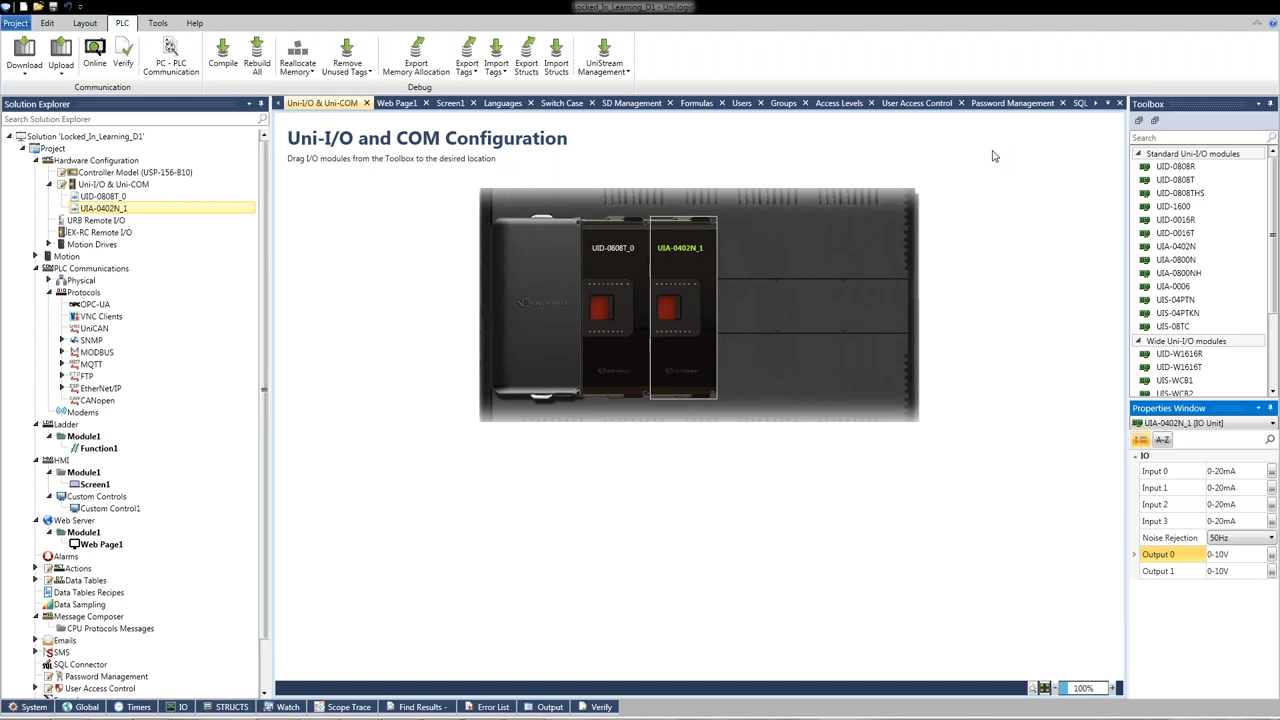 Locked_In_Learning_D1* - UniLogic
Project Edit Layout PLC Tools Help
Download Upload Online Verify PC - PLC Communication Compile Rebuild All Reallocate Memory Remove Unused Tags Export Memory Allocation Export Tags Import Tags Export Structs Import Structs UniStream Management
Communication Debug
Solution Explorer
Search Solution Explorer
Solution 'Locked_In_Learning_D1'
Project
Hardware Configuration
Controller Model (USP-156-B10)
Uni-I/O & Uni-COM
UID-0808T_0
UIA-0402N_1
URB Remote I/O
EX-RC Remote I/O
Motion Drives
Motion
PLC Communications
Physical
Protocols
OPC-UA
VNC Clients
UniCAN
SNMP
MODBUS
MQTT
FTP
EtherNet/IP
CANopen
Modems
Ladder
Module1
Function1
HMI
Module1
Screen1
Custom Controls
Custom Control1
Web Server
Module1
Web Page1
Alarms
Actions
Data Tables
Data Tables Recipes
Data Sampling
Message Composer
CPU Protocols Messages
Emails
SMS
SQL Connector
Password Management
User Access Control
Uni-I/O & Uni-COM Web Page1 Screen1 Languages Switch Case SD Management Formulas Users Groups Access Levels User Access Control Password Management SQL
Uni-I/O and COM Configuration
Drag I/O modules from the Toolbox to the desired location
UID-0808T_0 UIA-0402N_1
100%
Toolbox
Search
Standard Uni-I/O modules
UID-0808R
UID-0808T
UID-0808THS
UID-1600
UID-0016R
UID-0016T
UIA-0402N
UIA-0800N
UIA-0800NH
UIA-0006
UIS-04PTN
UIS-04PTKN
UIS-08TC
Wide Uni-I/O modules
UID-W1616R
UID-W1616T
UIS-WCB1
UIS-WCB2
Properties Window
UIA-0402N_1 [IO Unit]
A-Z
IO
Input 0 0-20mA
Input 1 0-20mA
Input 2 0-20mA
Input 3 0-20mA
Noise Rejection 50Hz
Output 0 0-10V
Output 1 0-10V
System Global Timers IO STRUCTS Watch Scope Trace Find Results - Error List Output Verify